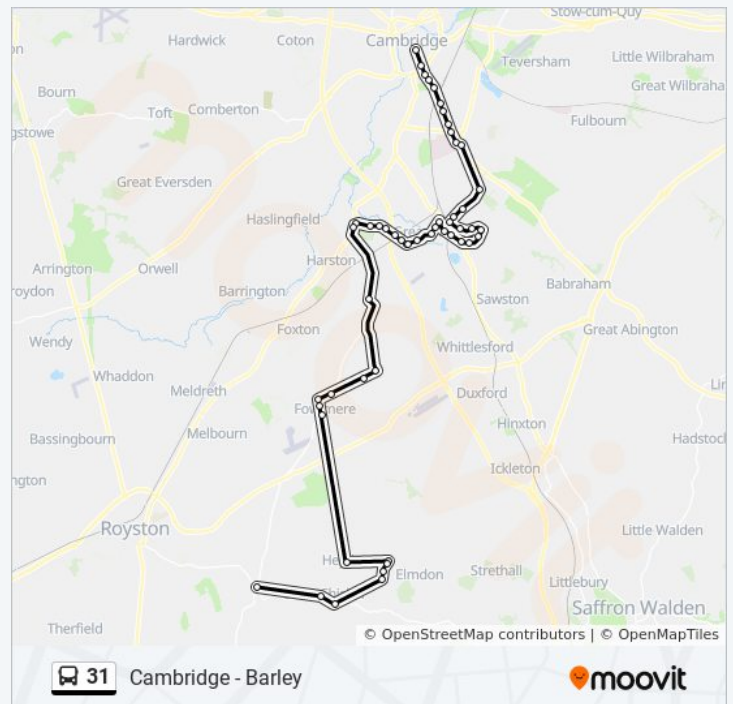 Stow-cum-Quy
Hardwick
Coton
Cambridge
Teversham
Little Wilbraham
Great Wilbraha
Bourn
Toft
Comberton
Fulbourn
gstowe
Great Eversden
Haslingfield
Harston
Arrington
Orwell
Babraham
roydon
Barrington
Sawston
Foxton
Great Abington
Wendy
Whittlesford
Whaddon
Meldreth
Duxford
Lin
Melbourn
Hinxton
Bassingbourn
Hadstock
ngton
Ickleton
Royston
Little Walden
Elmdon
Strethall
Littlebury
Saffron Walden
Therfield
© OpenStreetMap contributors | © OpenMapTiles
31 Cambridge - Barley
moovit